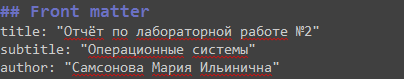 ## Front matter
title: "Отчёт по лабораторной работе №2"
subtitle: "Операционные системы"
author: "Самсонова Мария Ильинична"